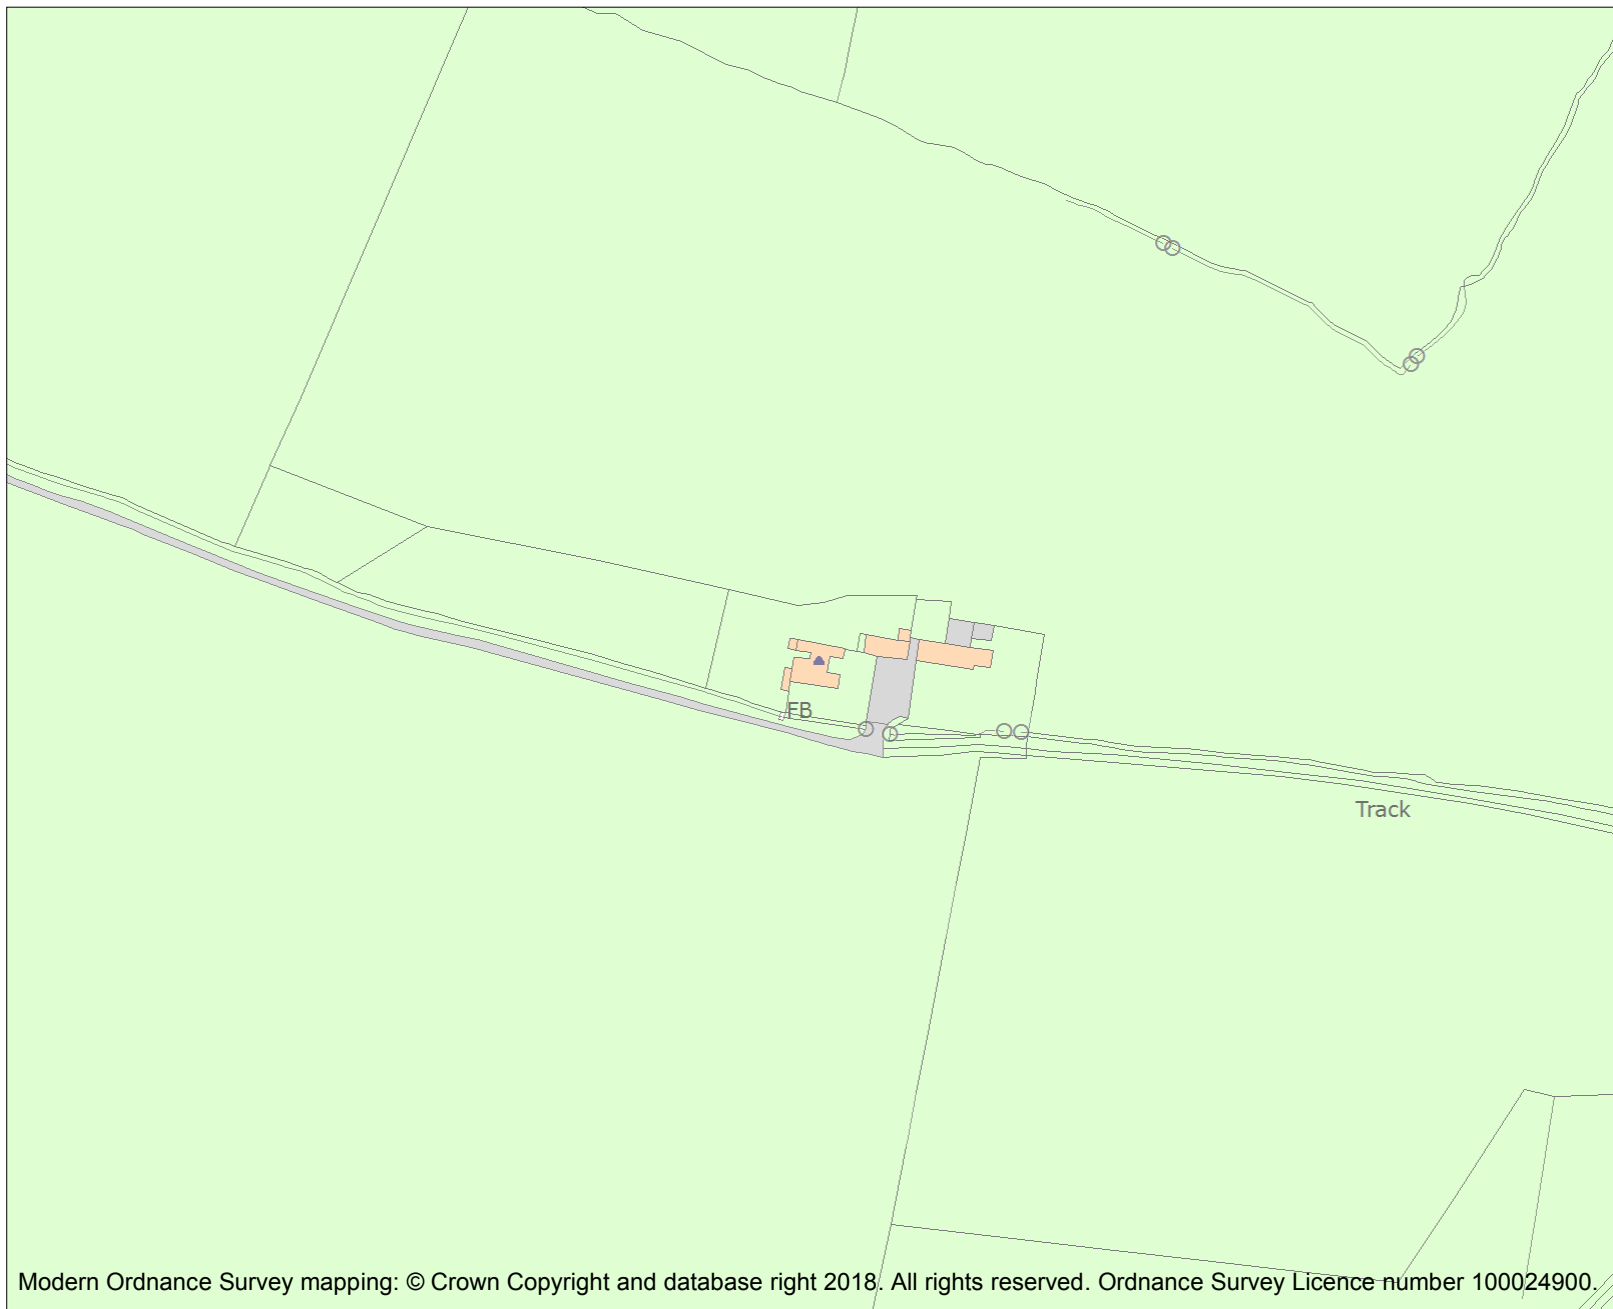 FB
Track
Modern Ordnance Survey mapping: © Crown Copyright and database right 2018. All rights reserved. Ordnance Survey Licence number 100024900.